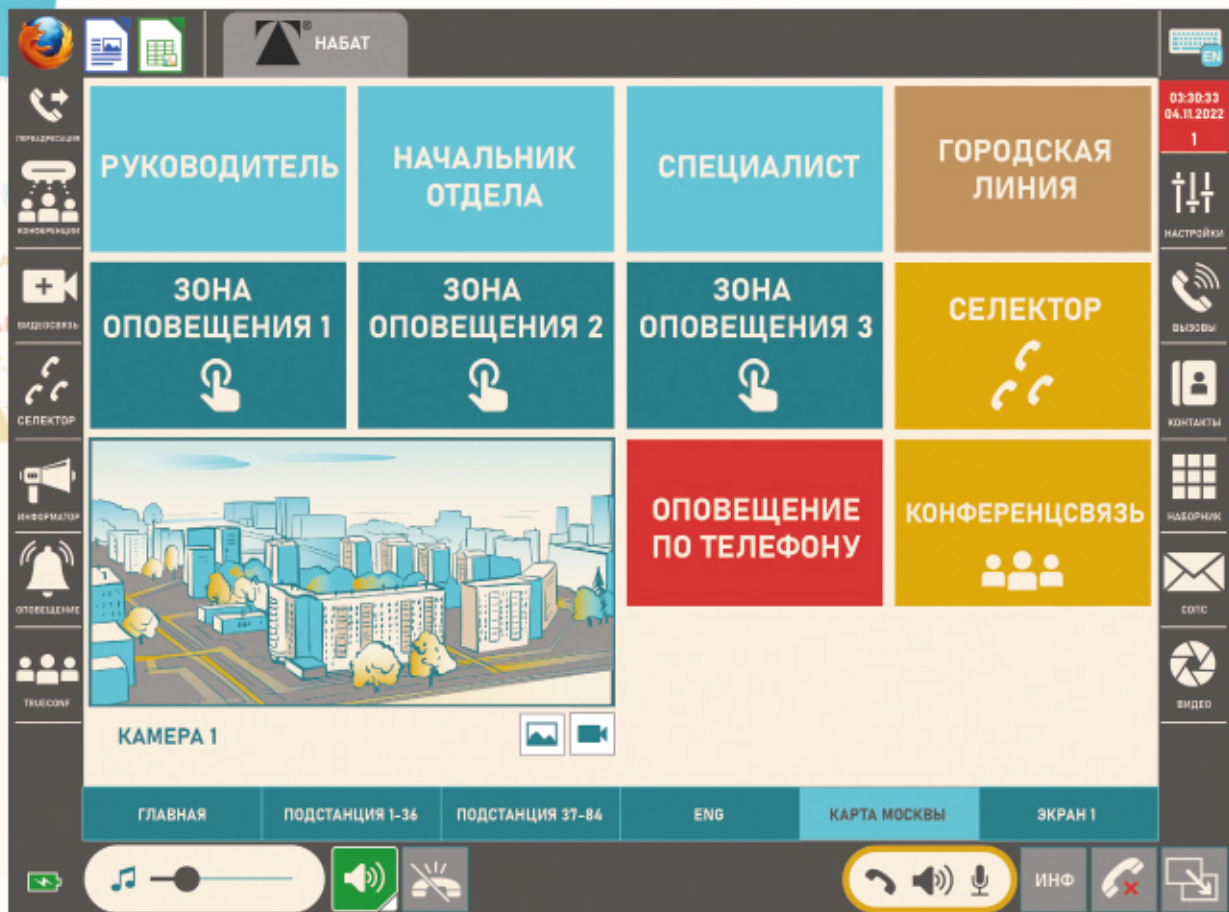 НАБАТ
®
EN
ПЕРЕАДРЕСАЦИЯ
КОНФЕРЕНЦИИ
ВИДЕОСВЯЗЬ
СЕЛЕКТОР
ИНФОРМАТОР
ОПОВЕЩЕНИЕ
TRUECONF
РУКОВОДИТЕЛЬ
НАЧАЛЬНИК
ОТДЕЛА
СПЕЦИАЛИСТ
ГОРОДСКАЯ
ЛИНИЯ
ЗОНА
ОПОВЕЩЕНИЯ 1
ЗОНА
ОПОВЕЩЕНИЯ 2
ЗОНА
ОПОВЕЩЕНИЯ 3
СЕЛЕКТОР
ОПОВЕЩЕНИЕ
ПО ТЕЛЕФОНУ
КОНФЕРЕНЦСВЯЗЬ
КАМЕРА 1
03:30:33
04.11.2022
1
НАСТРОЙКИ
ВЫЗОВЫ
КОНТАКТЫ
НАБОРНИК
СОПС
ВИДЕО
ГЛАВНАЯ
ПОДСТАНЦИЯ 1-36
ПОДСТАНЦИЯ 37-84
ENG
КАРТА МОСКВЫ
ЭКРАН 1
ИНФ